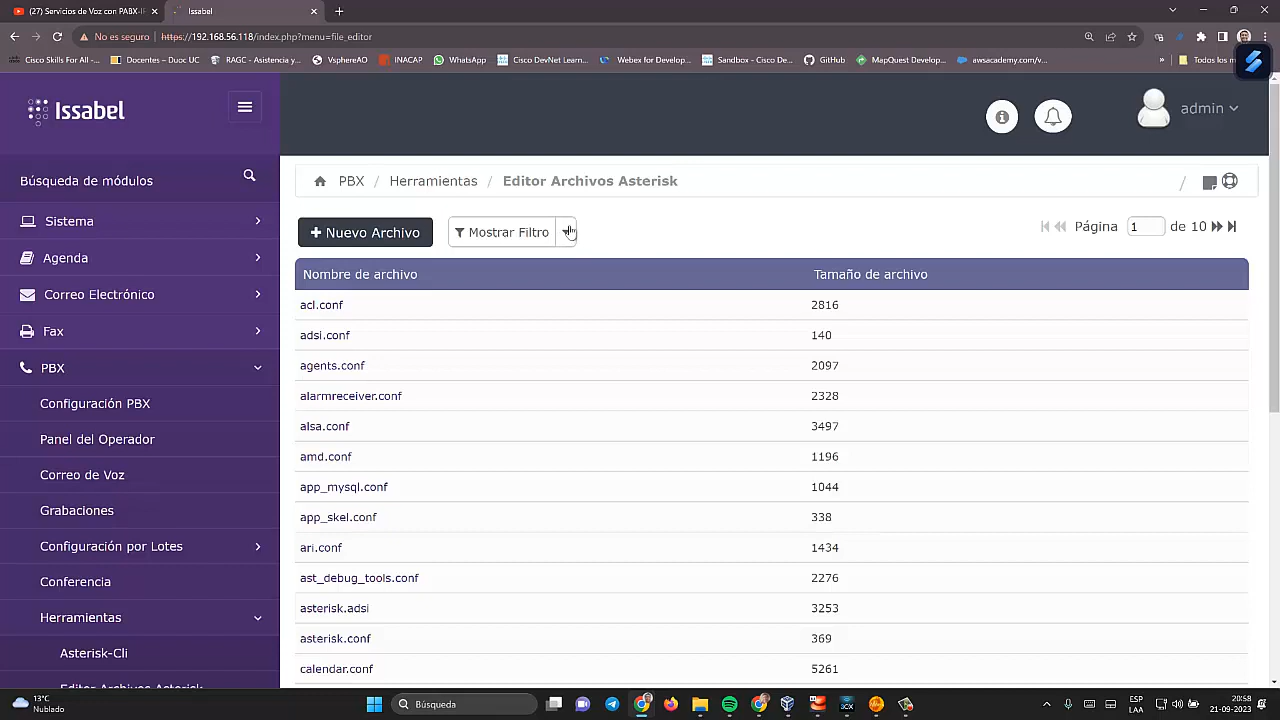 (27) Servicios de Voz con PABX-IP
Issabel
No es seguro
https://192.168.56.118/index.php?menu=file_editor
Cisco Skills For All -...
Docentes – Duoc UC
RAGC - Asistencia y...
VsphereAO
INACAP
WhatsApp
Cisco DevNet Learn...
Webex for Develop...
Sandbox - Cisco De...
GitHub
MapQuest Develop...
awsacademy.com/v...
»
Todos los m
Issabel
admin
Búsqueda de módulos
Sistema
Agenda
Correo Electrónico
Fax
PBX
Configuración PBX
Panel del Operador
Correo de Voz
Grabaciones
Configuración por Lotes
Conferencia
Herramientas
Asterisk-Cli
Editor Archivos Asterisk
PBX / Herramientas / Editor Archivos Asterisk
/
+ Nuevo Archivo
Mostrar Filtro
Página 1 de 10
Nombre de archivo Tamaño de archivo
acl.conf 2816
adsi.conf 140
agents.conf 2097
alarmreceiver.conf 2328
alsa.conf 3497
amd.conf 1196
app_mysql.conf 1044
app_skel.conf 338
ari.conf 1434
ast_debug_tools.conf 2276
asterisk.adsi 3253
asterisk.conf 369
calendar.conf 5261
13°C
Nublado
Búsqueda
ESP
LAA
20:58
21-09-2023